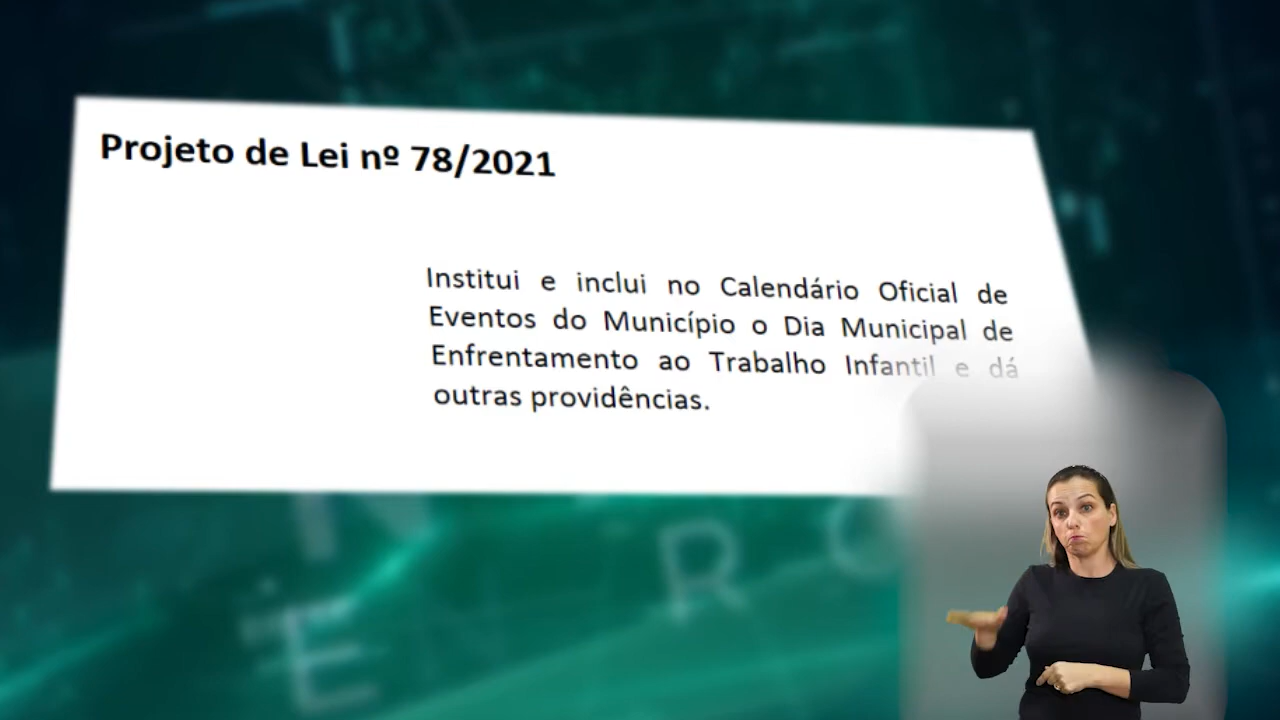 Projeto de Lei nº 78/2021
Institui e inclui no Calendário Oficial de
Eventos do Município o Dia Municipal de
Enfrentamento ao Trabalho Infantil e dá
outras providências.
R
E